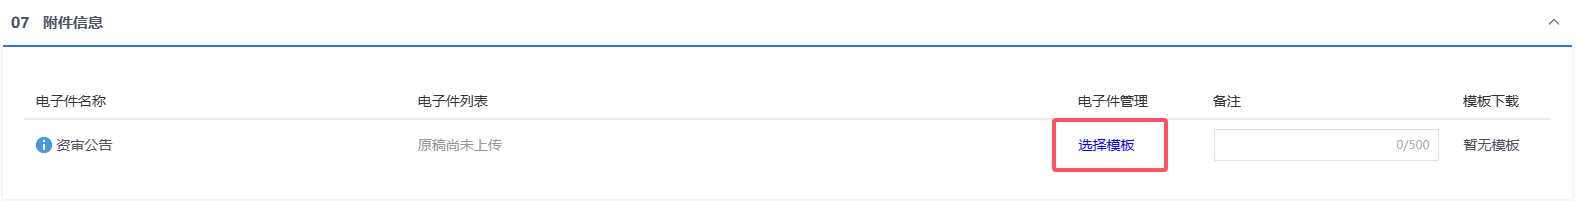 07 附件信息
电子件名称 电子件列表 电子件管理 备注 模板下载
资审公告 原稿尚未上传 选择模板 0/500 暂无模板